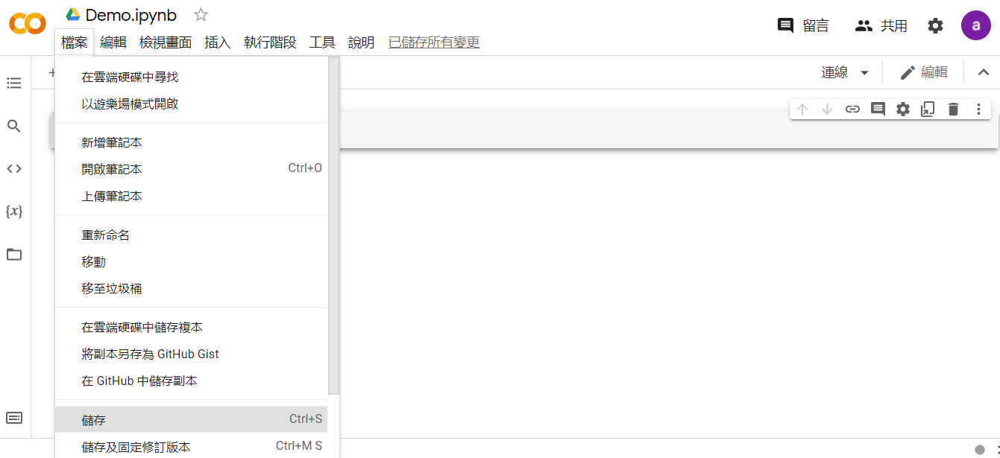 Demo.ipynb
檔案 編輯 檢視畫面 插入 執行階段 工具 說明 已儲存所有變更
留言 共用 a
+ 連線 編輯
在雲端硬碟中尋找
以遊樂場模式開啟
新增筆記本
開啟筆記本 Ctrl+O
上傳筆記本
{x}
重新命名
移動
移至垃圾桶
在雲端硬碟中儲存複本
將副本另存為 GitHub Gist
在 GitHub 中儲存副本
儲存 Ctrl+S
儲存及固定修訂版本 Ctrl+M S